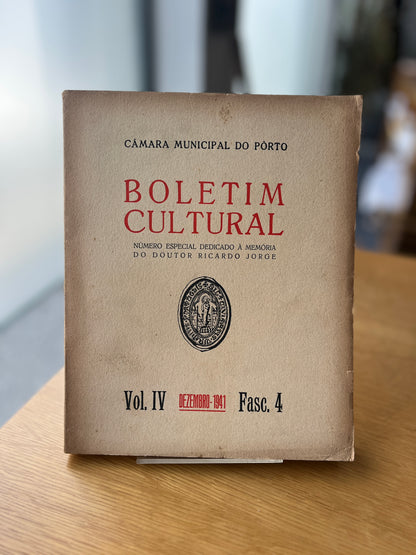 CÂMARA MUNICIPAL DO PÔRTO
BOLETIM
CULTURAL
NÚMERO ESPECIAL DEDICADO À MEMÓRIA
DO DOUTOR RICARDO JORGE
Vol. IV DEZEMBRO-1941 Fasc. 4